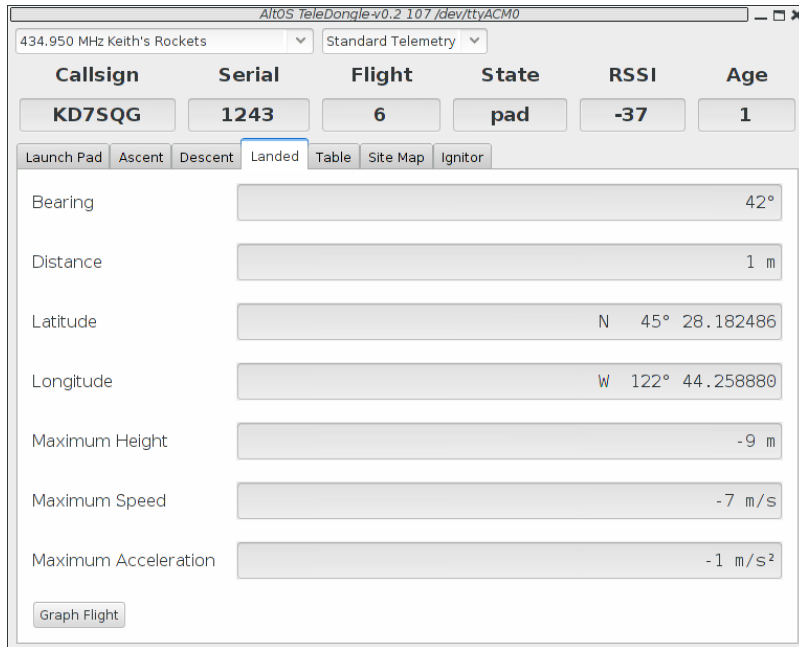 AltOS TeleDongle-v0.2 107 /dev/ttyACM0
434.950 MHz Keith's Rockets Standard Telemetry
Callsign Serial Flight State RSSI Age
KD7SQG 1243 6 pad -37 1
Launch Pad Ascent Descent Landed Table Site Map Ignitor
Bearing 42°
Distance 1 m
Latitude N 45° 28.182486
Longitude W 122° 44.258880
Maximum Height -9 m
Maximum Speed -7 m/s
Maximum Acceleration -1 m/s²
Graph Flight